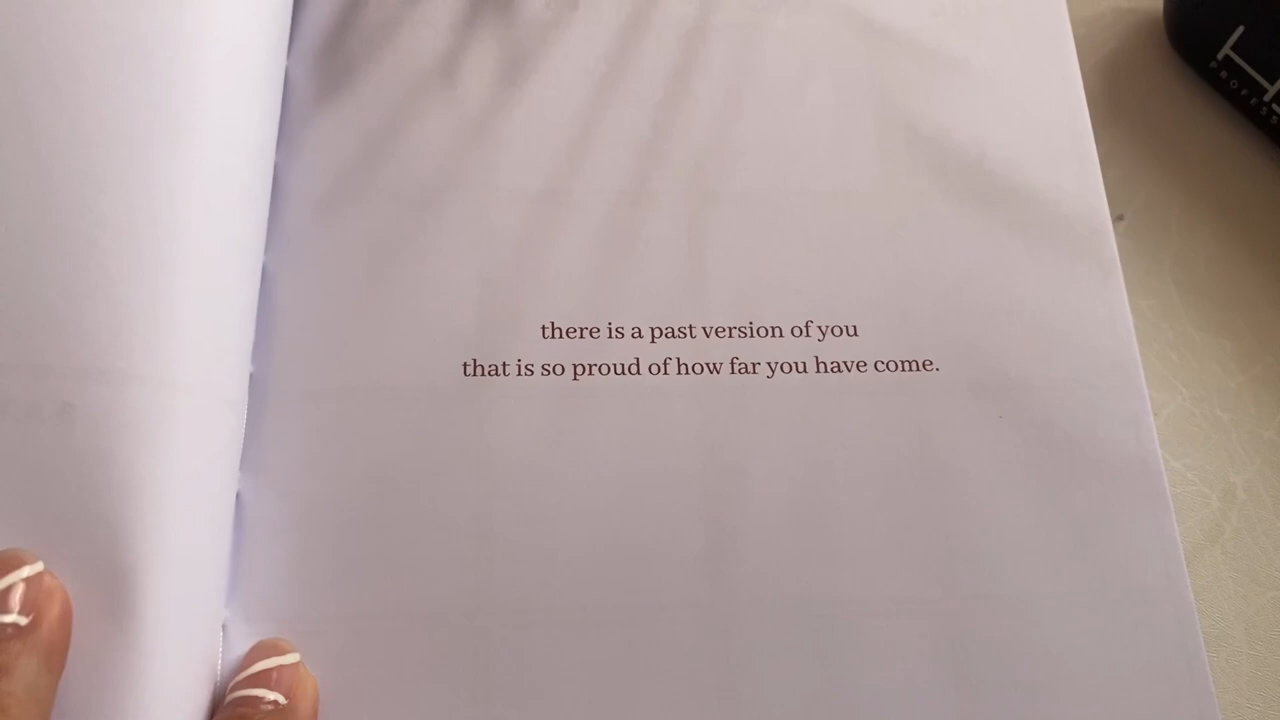 there is a past version of you
that is so proud of how far you have come.